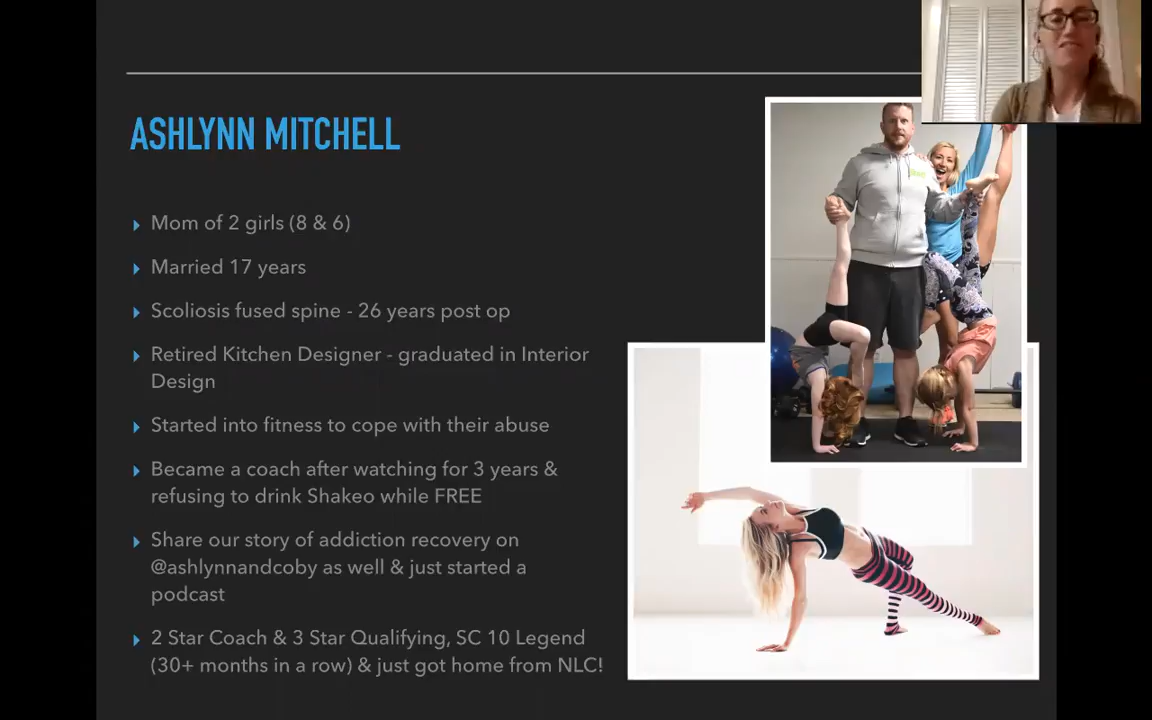 ASHLYNN MITCHELL
Mom of 2 girls (8 & 6)
Married 17 years
Scoliosis fused spine - 26 years post op
Retired Kitchen Designer - graduated in Interior
Design
Started into fitness to cope with their abuse
Became a coach after watching for 3 years &
refusing to drink Shakeo while FREE
Share our story of addiction recovery on
@ashlynnandcoby as well & just started a
podcast
2 Star Coach & 3 Star Qualifying, SC 10 Legend
(30+ months in a row) & just got home from NLC!